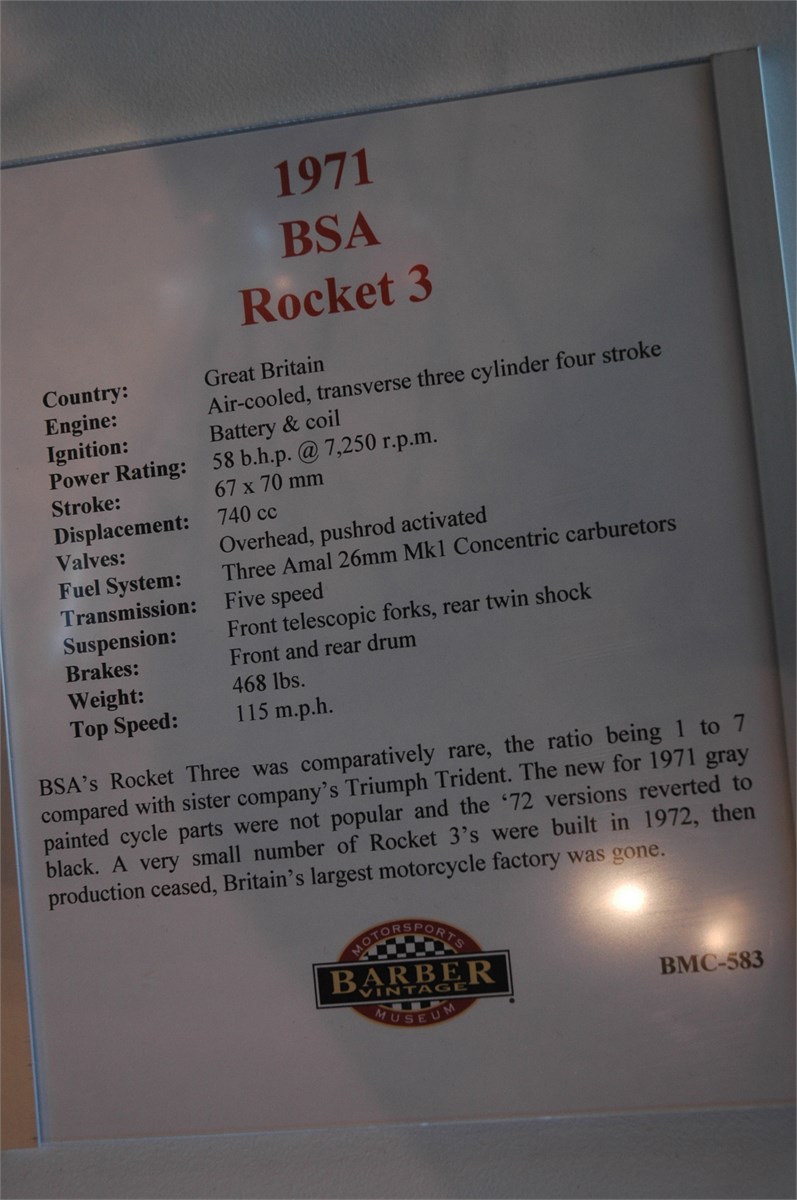 1971
BSA
Rocket 3
Country: Great Britain
Engine: Air-cooled, transverse three cylinder four stroke
Ignition: Battery & coil
Power Rating: 58 b.h.p. @ 7,250 r.p.m.
Stroke: 67 x 70 mm
Displacement: 740 cc
Valves: Overhead, pushrod activated
Fuel System: Three Amal 26mm Mk1 Concentric carburetors
Transmission: Five speed
Suspension: Front telescopic forks, rear twin shock
Brakes: Front and rear drum
Weight: 468 lbs.
Top Speed: 115 m.p.h.
BSA's Rocket Three was comparatively rare, the ratio being 1 to 7
compared with sister company's Triumph Trident. The new for 1971 gray
painted cycle parts were not popular and the '72 versions reverted to
black. A very small number of Rocket 3's were built in 1972, then
production ceased, Britain's largest motorcycle factory was gone.
MOTORSPORTS
BARBER
VINTAGE
MUSEUM
BMC-583